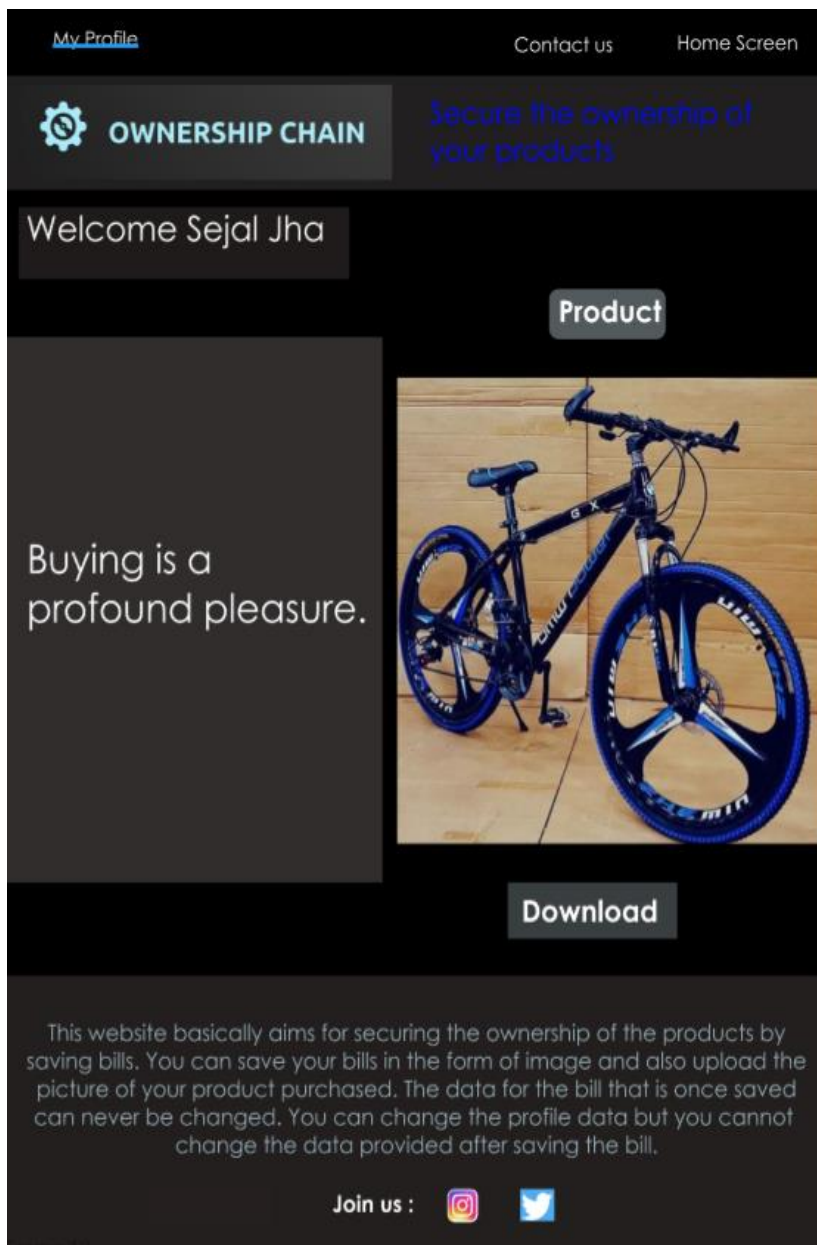 My Profile
Contact us
Home Screen
OWNERSHIP CHAIN
Secure the ownership of
your products
Welcome Sejal Jha
Product
Buying is a
profound pleasure.
G X
BMW POWER
Download
This website basically aims for securing the ownership of the products by
saving bills. You can save your bills in the form of image and also upload the
picture of your product purchased. The data for the bill that is once saved
can never be changed. You can change the profile data but you cannot
change the data provided after saving the bill.
Join us :